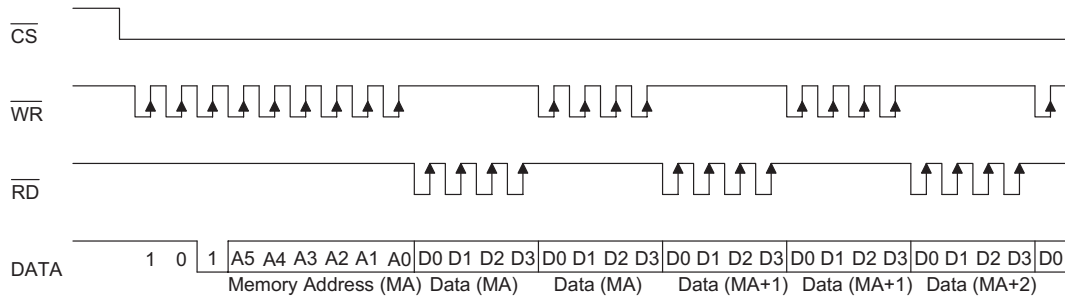 CS
WR
RD
DATA 1 0 1 A5 A4 A3 A2 A1 A0 D0 D1 D2 D3 D0 D1 D2 D3 D0 D1 D2 D3 D0 D1 D2 D3 D0 D1 D2 D3 D0
Memory Address (MA) Data (MA) Data (MA) Data (MA+1) Data (MA+1) Data (MA+2)